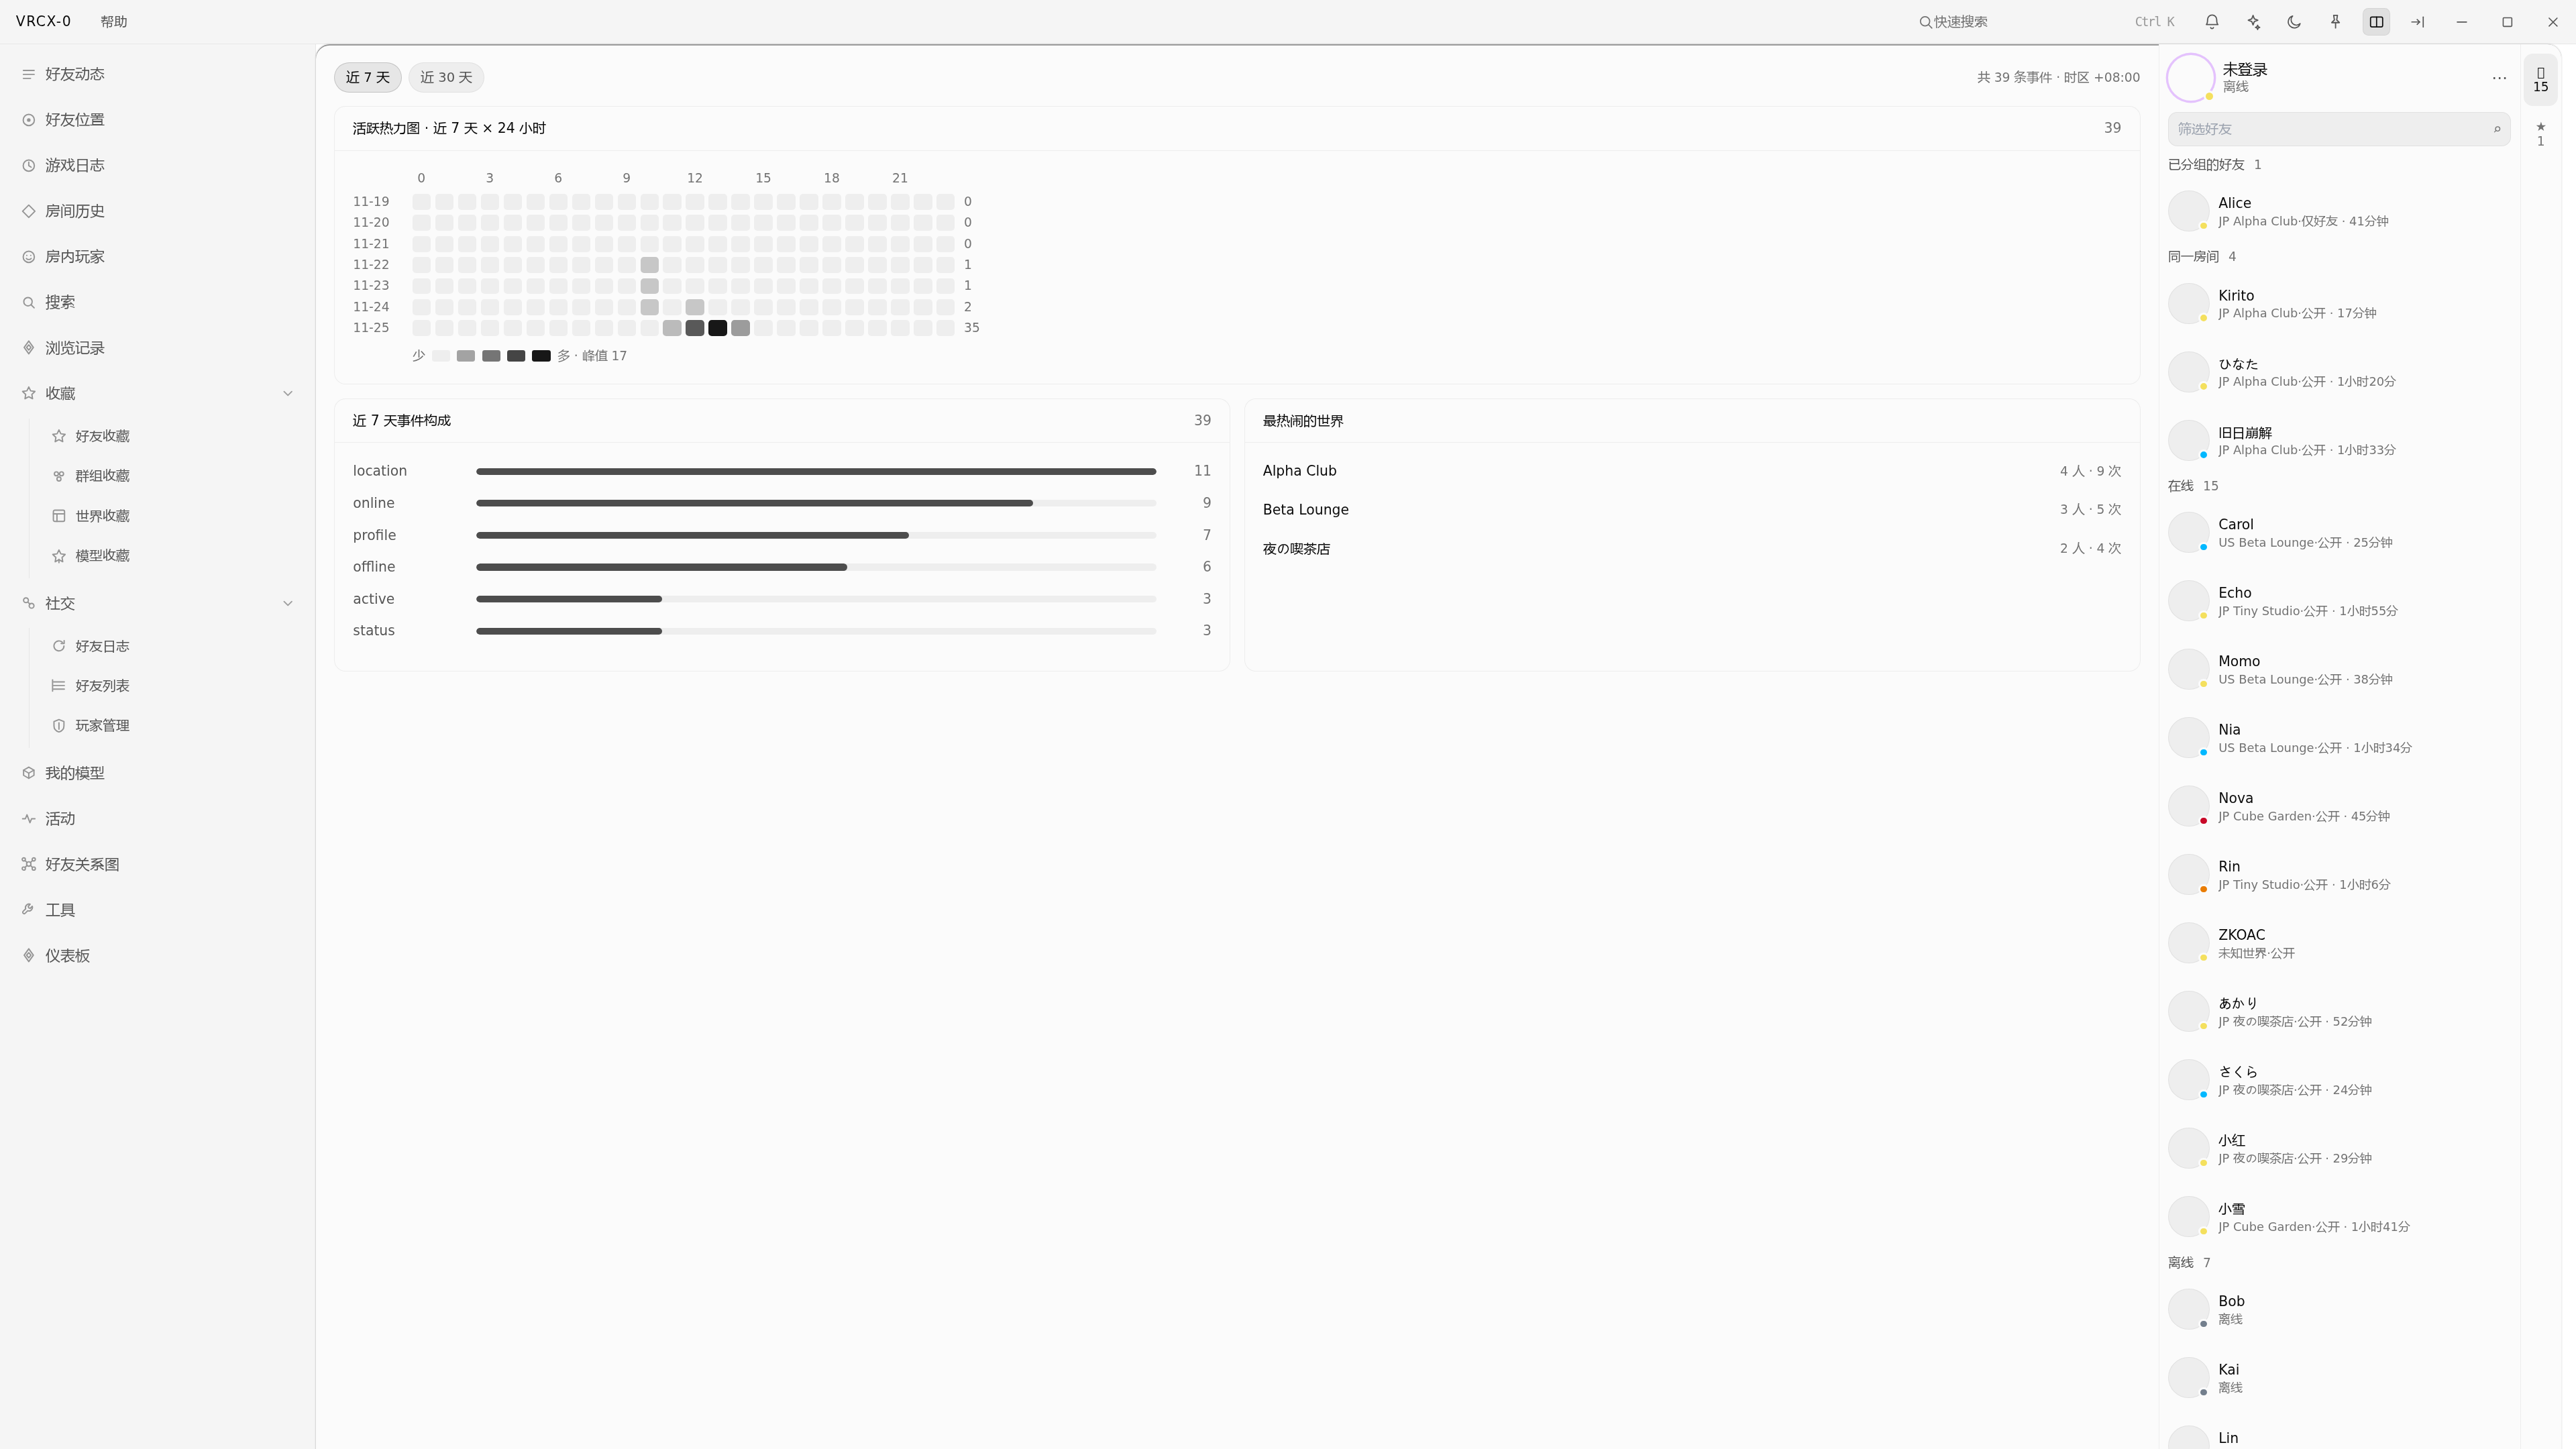 VRCX-0 帮助 快速搜索 Ctrl K
好友动态
好友位置
游戏日志
房间历史
房内玩家
搜索
浏览记录
收藏
好友收藏
群组收藏
世界收藏
模型收藏
社交
好友日志
好友列表
玩家管理
我的模型
活动
好友关系图
工具
仪表板
近 7 天 近 30 天 共 39 条事件 · 时区 +08:00
活跃热力图 · 近 7 天 × 24 小时 39
0 3 6 9 12 15 18 21
11-19 0
11-20 0
11-21 0
11-22 1
11-23 1
11-24 2
11-25 35
少 多 · 峰值 17
近 7 天事件构成 39
location 11
online 9
profile 7
offline 6
active 3
status 3
最热闹的世界
Alpha Club 4 人 · 9 次
Beta Lounge 3 人 · 5 次
夜の喫茶店 2 人 · 4 次
未登录
离线
筛选好友
已分组的好友 1
Alice
JP Alpha Club·仅好友 · 41分钟
同一房间 4
Kirito
JP Alpha Club·公开 · 17分钟
ひなた
JP Alpha Club·公开 · 1小时20分
旧日崩解
JP Alpha Club·公开 · 1小时33分
在线 15
Carol
US Beta Lounge·公开 · 25分钟
Echo
JP Tiny Studio·公开 · 1小时55分
Momo
US Beta Lounge·公开 · 38分钟
Nia
US Beta Lounge·公开 · 1小时34分
Nova
JP Cube Garden·公开 · 45分钟
Rin
JP Tiny Studio·公开 · 1小时6分
ZKOAC
未知世界·公开
あかり
JP 夜の喫茶店·公开 · 52分钟
さくら
JP 夜の喫茶店·公开 · 24分钟
小红
JP 夜の喫茶店·公开 · 29分钟
小雪
JP Cube Garden·公开 · 1小时41分
离线 7
Bob
离线
Kai
离线
Lin
15
★
1